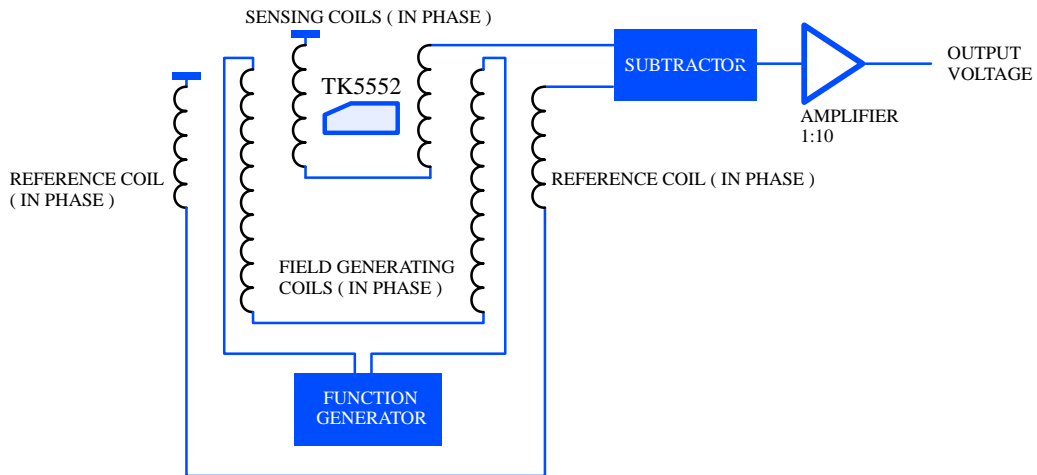 SENSING COILS ( IN PHASE )
TK5552
SUBTRACTOR
OUTPUT
VOLTAGE
AMPLIFIER
1:10
REFERENCE COIL
( IN PHASE )
REFERENCE COIL ( IN PHASE )
FIELD GENERATING
COILS ( IN PHASE )
FUNCTION
GENERATOR